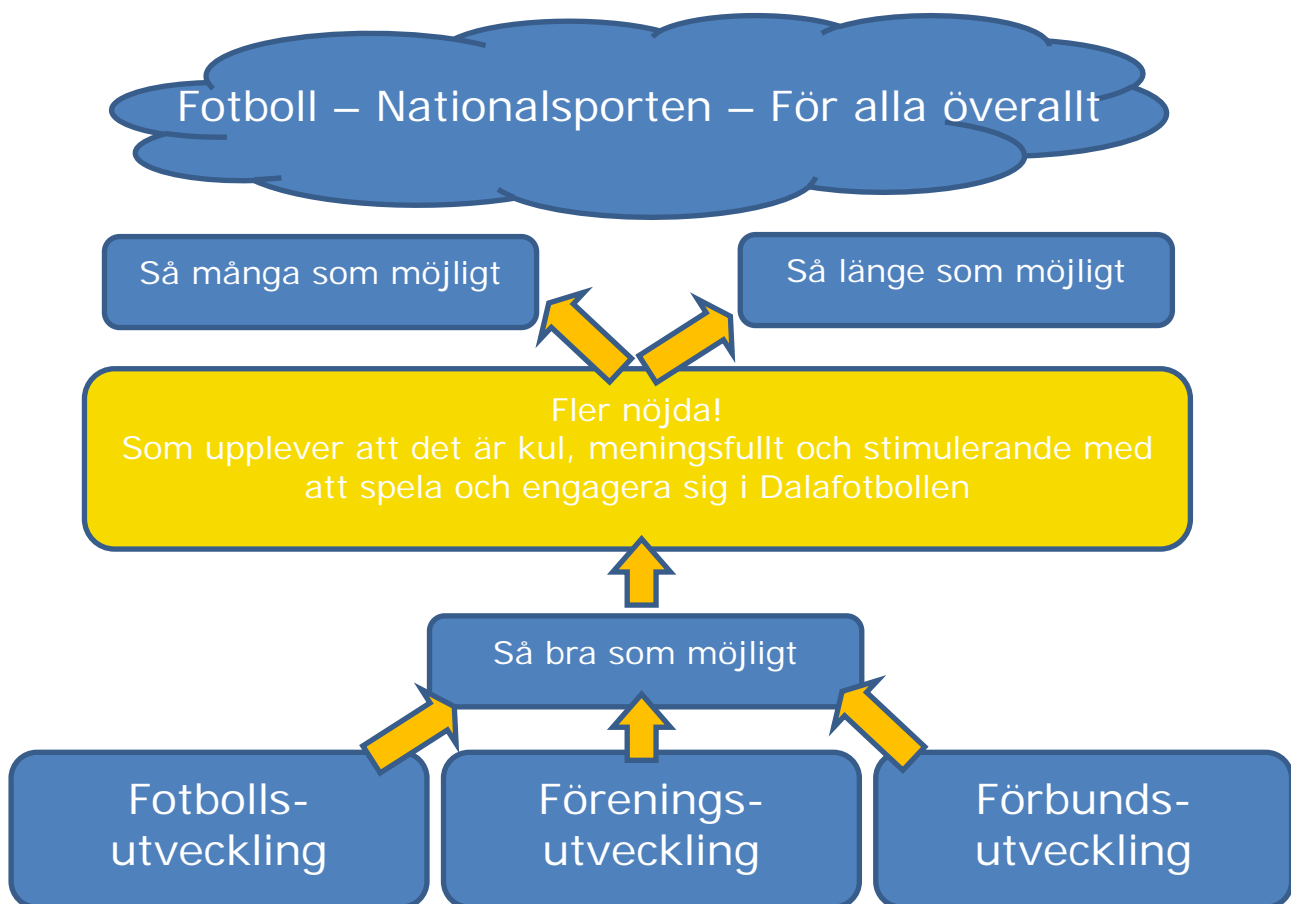 Fotboll – Nationalsporten – För alla överallt
Så många som möjligt
Så länge som möjligt
Fler nöjda!
Som upplever att det är kul, meningsfullt och stimulerande med
att spela och engagera sig i Dalafotbollen
Så bra som möjligt
Fotbolls-
utveckling
Förenings-
utveckling
Förbunds-
utveckling